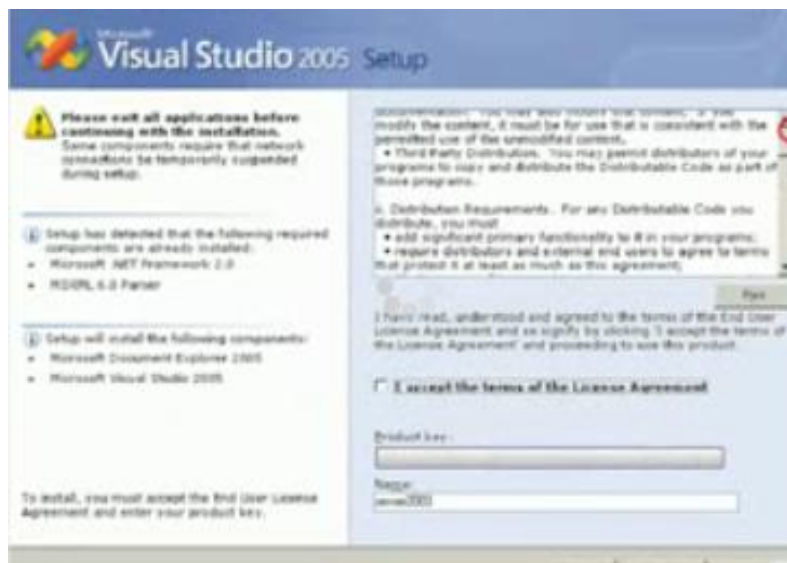 Microsoft
Visual Studio 2005 Setup
Please exit all applications before
continuing with the installation.
Some components require that network
connections be temporarily suspended
during setup.
Setup has detected that the following required
components are already installed:
• Microsoft .NET Framework 2.0
• MSXML 6.0 Parser
Setup will install the following components:
• Microsoft Document Explorer 2005
• Microsoft Visual Studio 2005
To install, you must accept the End User License
Agreement and enter your product key.
modify the content, it must be for use that is consistent with the
permitted use of the unmodified content.
• Third Party Distribution. You may permit distributors of your
programs to copy and distribute the Distributable Code as part of
those programs.
ii. Distribution Requirements. For any Distributable Code you
distribute, you must
• add significant primary functionality to it in your programs;
• require distributors and external end users to agree to terms
that protect it at least as much as this agreement;
Print
I have read, understood and agreed to the terms of the End User
License Agreement and so signify by clicking 'I accept the terms of
the License Agreement' and proceeding to use this product.
I accept the terms of the License Agreement
Product key:
Name: